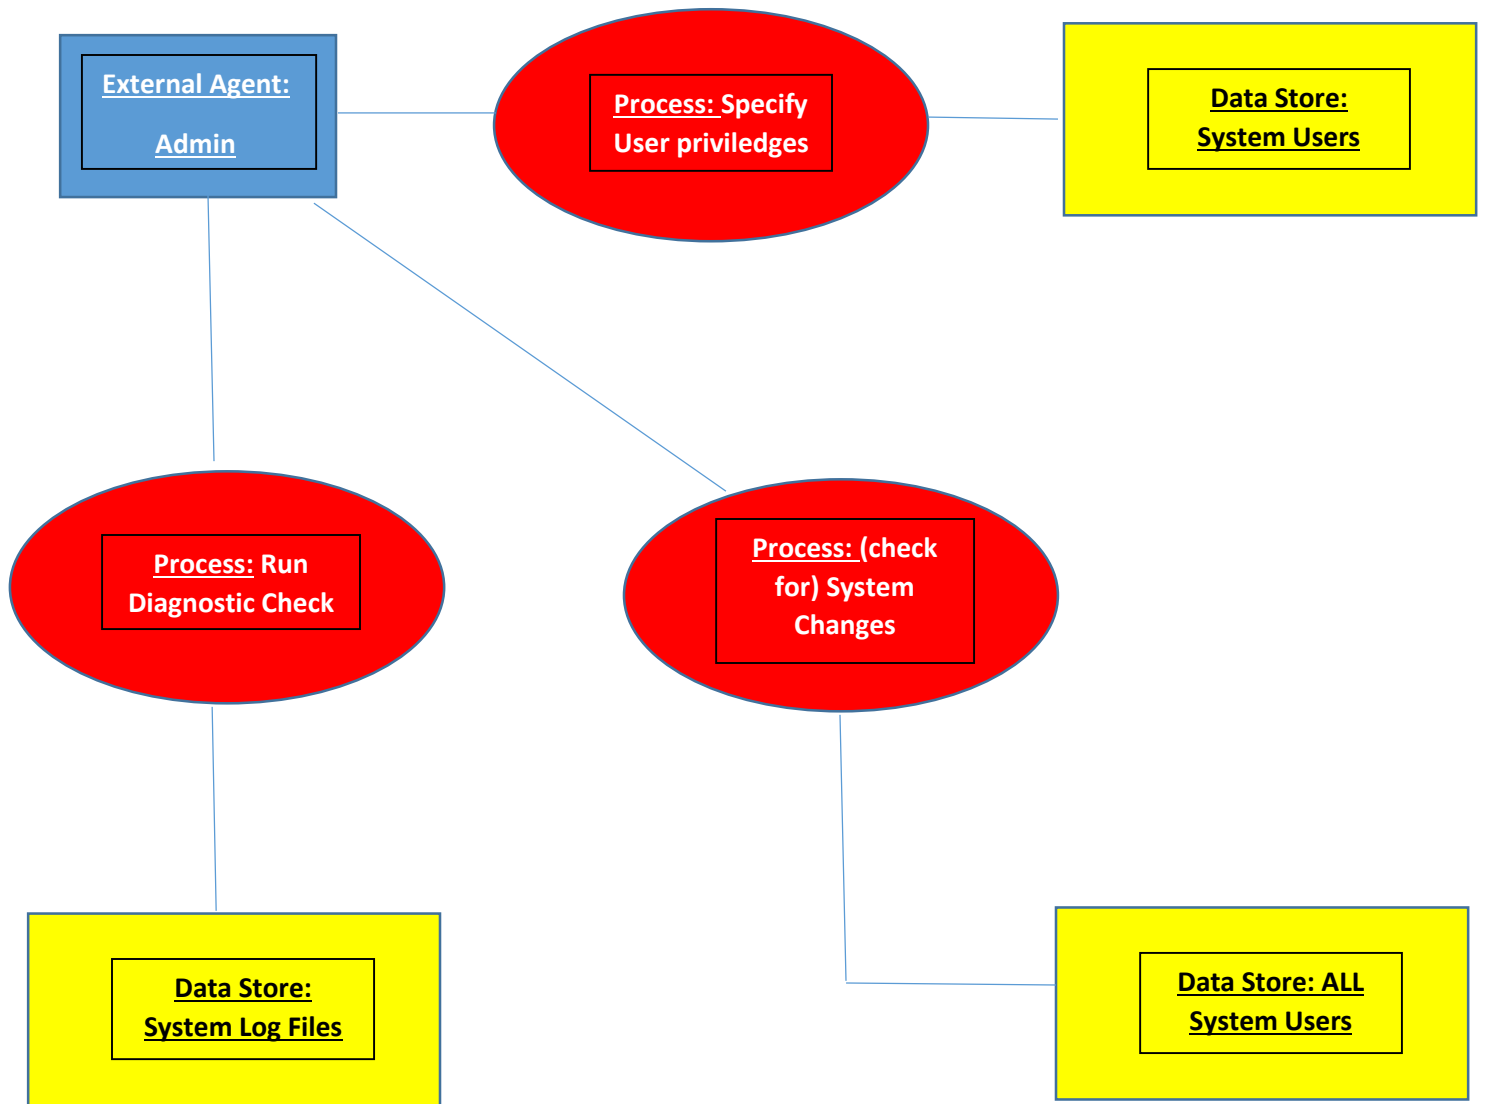 External Agent:
Admin
Process: Specify
User priviledges
Data Store:
System Users
Process: Run
Diagnostic Check
Process: (check
for) System
Changes
Data Store:
System Log Files
Data Store: ALL
System Users